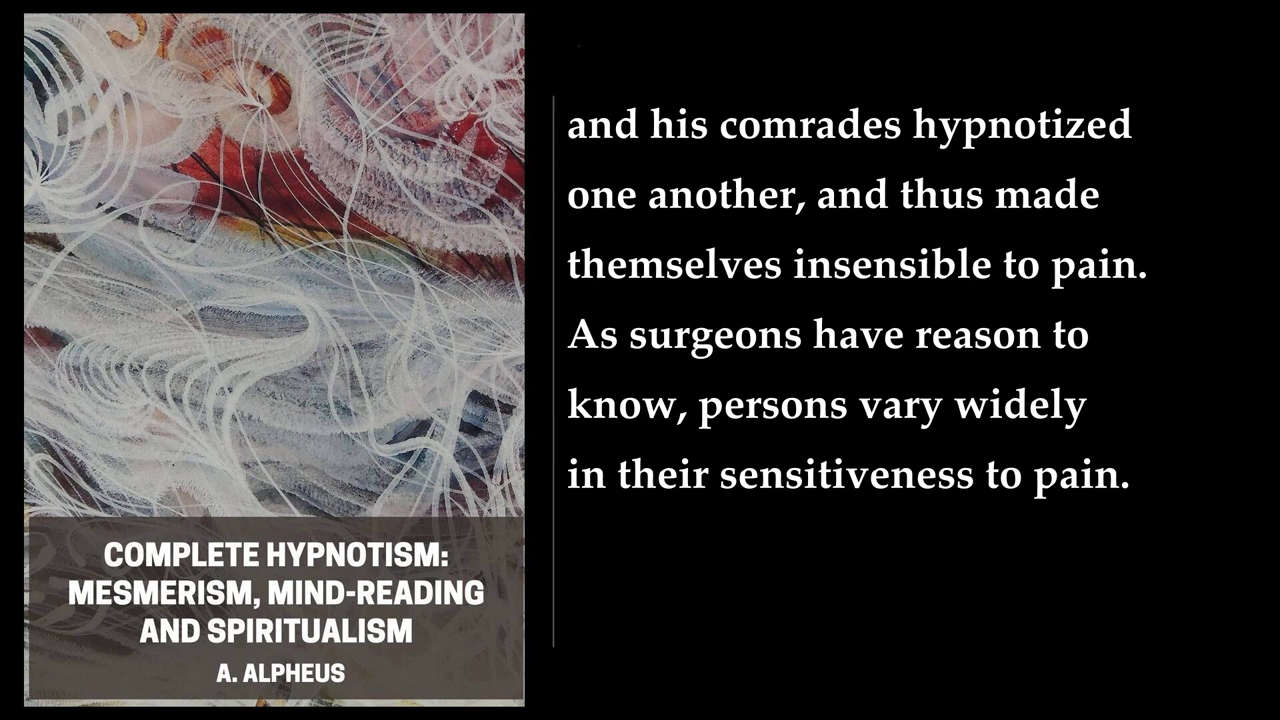 COMPLETE HYPNOTISM:
MESMERISM, MIND-READING
AND SPIRITUALISM
A. ALPHEUS
and his comrades hypnotized
one another, and thus made
themselves insensible to pain.
As surgeons have reason to
know, persons vary widely
in their sensitiveness to pain.